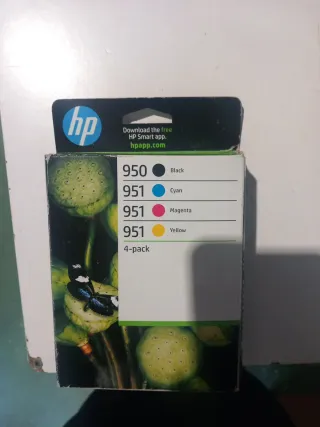 hp
Download the free
HP Smart app.
hpapp.com
950 Black
951 Cyan
951 Magenta
951 Yellow
4-pack